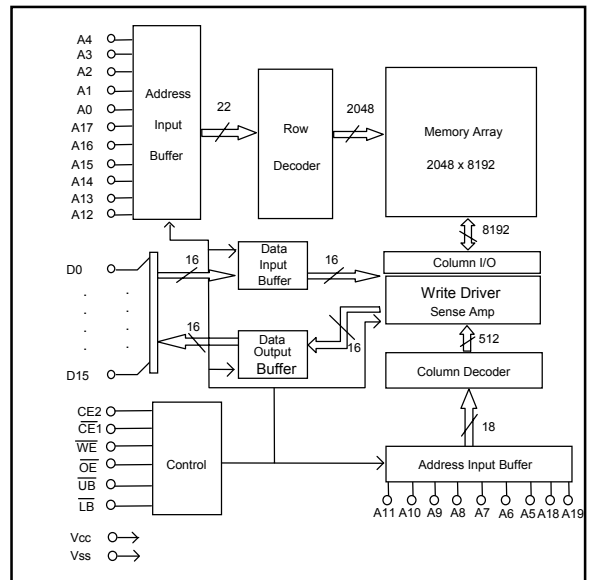 A4
A3
A2
A1
A0
A17
A16
A15
A14
A13
A12
Address
Input
Buffer
22
Row
Decoder
2048
Memory Array
2048 x 8192
8192
D0
16
Data
Input
Buffer
16
Column I/O
Write Driver
Sense Amp
16
Data
Output
Buffer
16
512
D15
Column Decoder
18
CE2
CE1
WE
OE
UB
LB
Control
Address Input Buffer
A11 A10 A9 A8 A7 A6 A5 A18 A19
Vcc
Vss